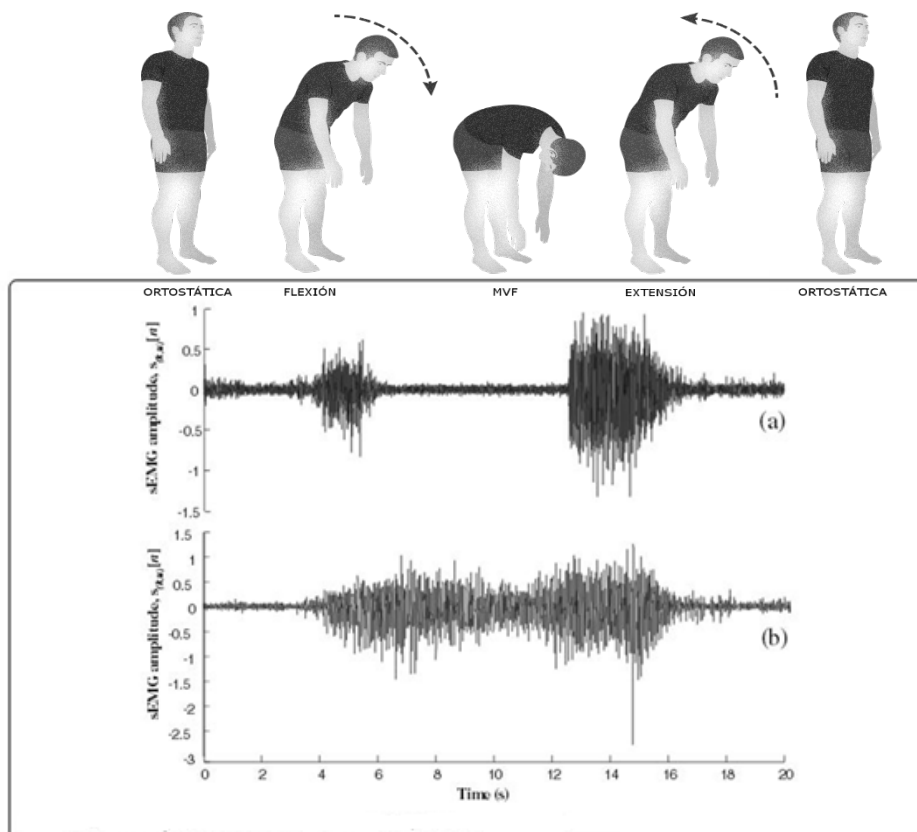 ORTOSTÁTICA FLEXIÓN MVF EXTENSIÓN ORTOSTÁTICA
1
0.5
0
-0.5
-1
-1.5
sEMG amplitude,
(a)
1.5
1
0.5
0
-0.5
-1
-1.5
-2
-2.5
-3
sEMG amplitude,
(b)
0 2 4 6 8 10 12 14 16 18 20
Time (s)